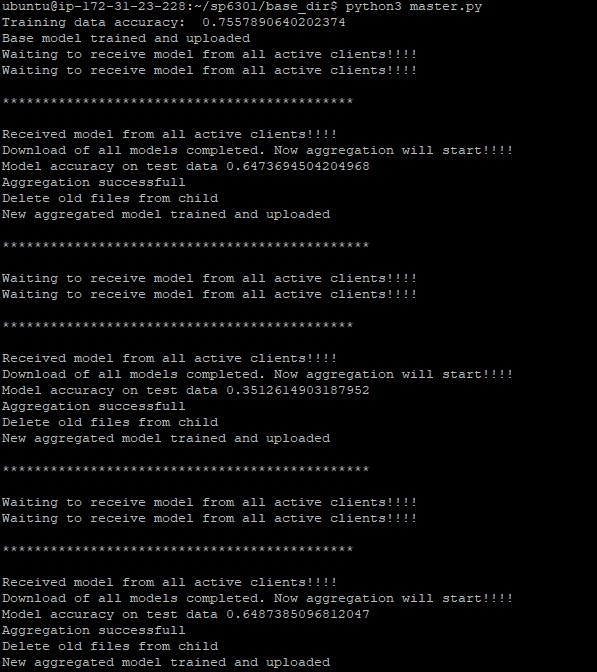 ubuntu@ip-172-31-23-228:~/sp6301/base_dir$ python3 master.py
Training data accuracy:  0.7557890640202374
Base model trained and uploaded
Waiting to receive model from all active clients!!!!
Waiting to receive model from all active clients!!!!
********************************************
Received model from all active clients!!!!
Download of all models completed. Now aggregation will start!!!!
Model accuracy on test data 0.6473694504204968
Aggregation successfull
Delete old files from child
New aggregated model trained and uploaded
**********************************************
Waiting to receive model from all active clients!!!!
Waiting to receive model from all active clients!!!!
********************************************
Received model from all active clients!!!!
Download of all models completed. Now aggregation will start!!!!
Model accuracy on test data 0.3512614903187952
Aggregation successfull
Delete old files from child
New aggregated model trained and uploaded
**********************************************
Waiting to receive model from all active clients!!!!
Waiting to receive model from all active clients!!!!
********************************************
Received model from all active clients!!!!
Download of all models completed. Now aggregation will start!!!!
Model accuracy on test data 0.6487385096812047
Aggregation successfull
Delete old files from child
New aggregated model trained and uploaded